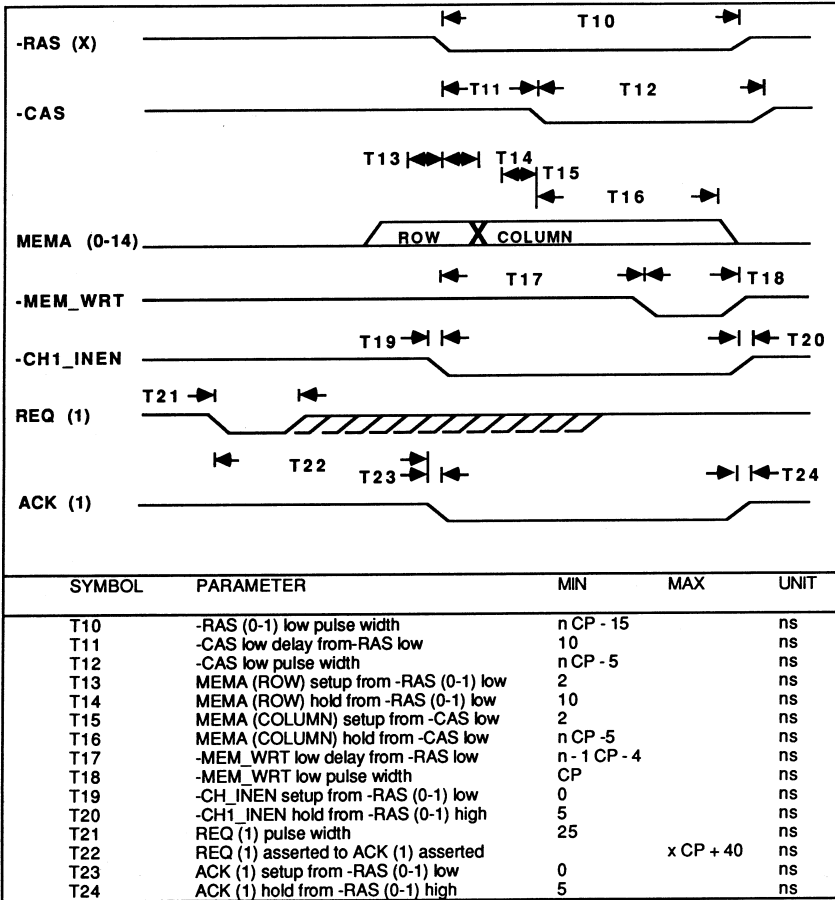 T10
-RAS (X)
T11 T12
-CAS
T13 T14
T15
T16
MEMA (0-14) ROW COLUMN
T17 T18
-MEM_WRT
T19 T20
-CH1_INEN
T21
REQ (1)
T22
T23 T24
ACK (1)
SYMBOL PARAMETER MIN MAX UNIT
T10 -RAS (0-1) low pulse width n CP - 15 ns
T11 -CAS low delay from-RAS low 10 ns
T12 -CAS low pulse width n CP - 5 ns
T13 MEMA (ROW) setup from -RAS (0-1) low 2 ns
T14 MEMA (ROW) hold from -RAS (0-1) low 10 ns
T15 MEMA (COLUMN) setup from -CAS low 2 ns
T16 MEMA (COLUMN) hold from -CAS low n CP -5 ns
T17 -MEM_WRT low delay from -RAS low n - 1 CP - 4 ns
T18 -MEM_WRT low pulse width CP ns
T19 -CH_INEN setup from -RAS (0-1) low 0 ns
T20 -CH1_INEN hold from -RAS (0-1) high 5 ns
T21 REQ (1) pulse width 25 ns
T22 REQ (1) asserted to ACK (1) asserted x CP + 40 ns
T23 ACK (1) setup from -RAS (0-1) low 0 ns
T24 ACK (1) hold from -RAS (0-1) high 5 ns